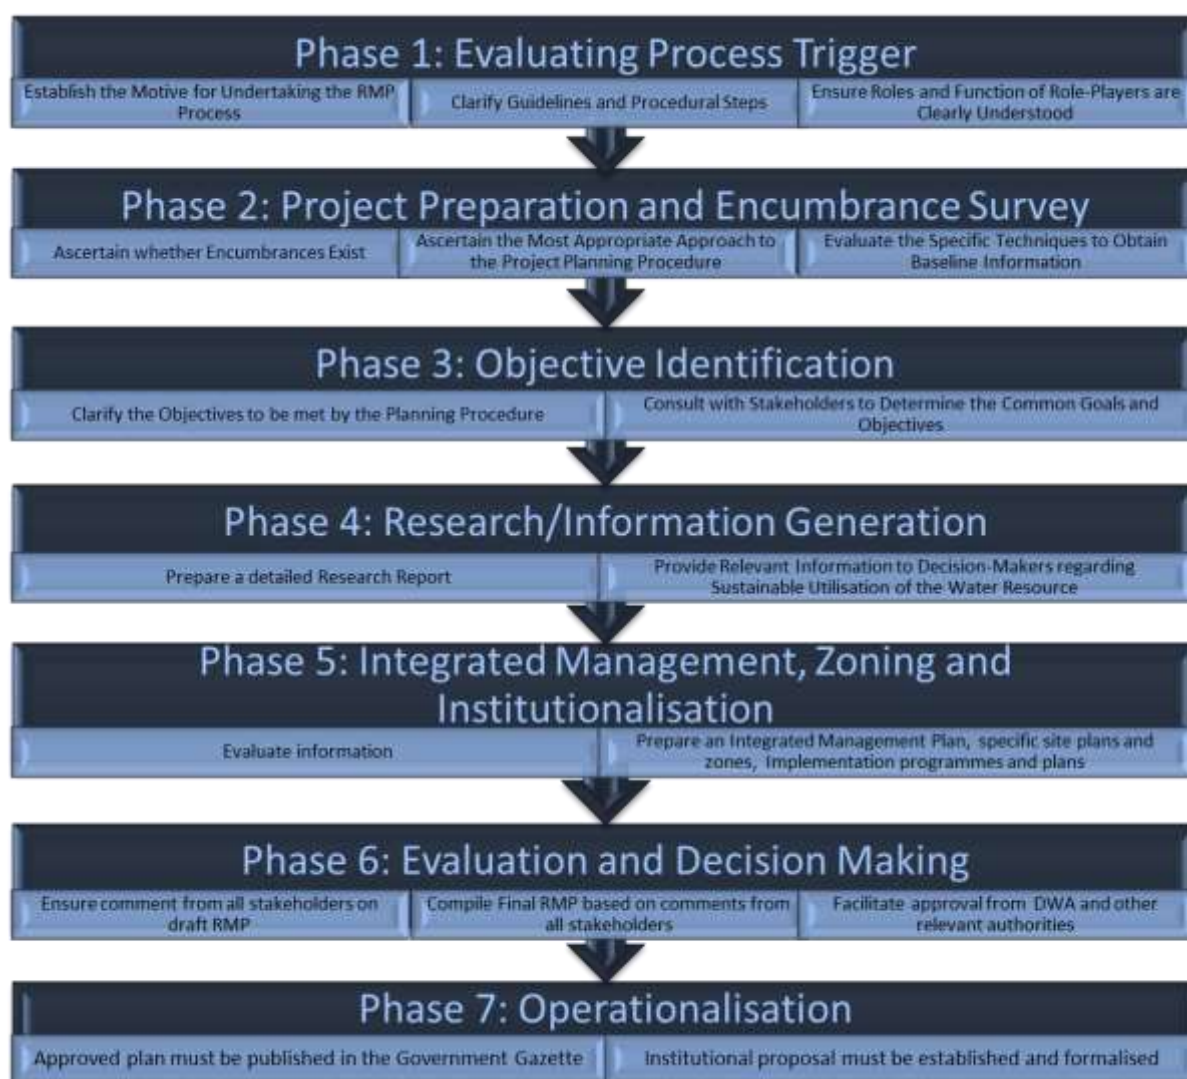 Phase 1: Evaluating Process Trigger
Establish the Motive for Undertaking the RMP
Process
Clarify Guidelines and Procedural Steps
Ensure Roles and Function of Role-Players are
Clearly Understood
Phase 2: Project Preparation and Encumbrance Survey
Ascertain whether Encumbrances Exist
Ascertain the Most Appropriate Approach to
the Project Planning Procedure
Evaluate the Specific Techniques to Obtain
Baseline Information
Phase 3: Objective Identification
Clarify the Objectives to be met by the Planning Procedure
Consult with Stakeholders to Determine the Common Goals and
Objectives
Phase 4: Research/Information Generation
Prepare a detailed Research Report
Provide Relevant Information to Decision-Makers regarding
Sustainable Utilisation of the Water Resource
Phase 5: Integrated Management, Zoning and
Institutionalisation
Evaluate information
Prepare an Integrated Management Plan, specific site plans and
zones, Implementation programmes and plans
Phase 6: Evaluation and Decision Making
Ensure comment from all stakeholders on
draft RMP
Compile Final RMP based on comments from
all stakeholders
Facilitate approval from DWA and other
relevant authorities
Phase 7: Operationalisation
Approved plan must be published in the Government Gazette
Institutional proposal must be established and formalised